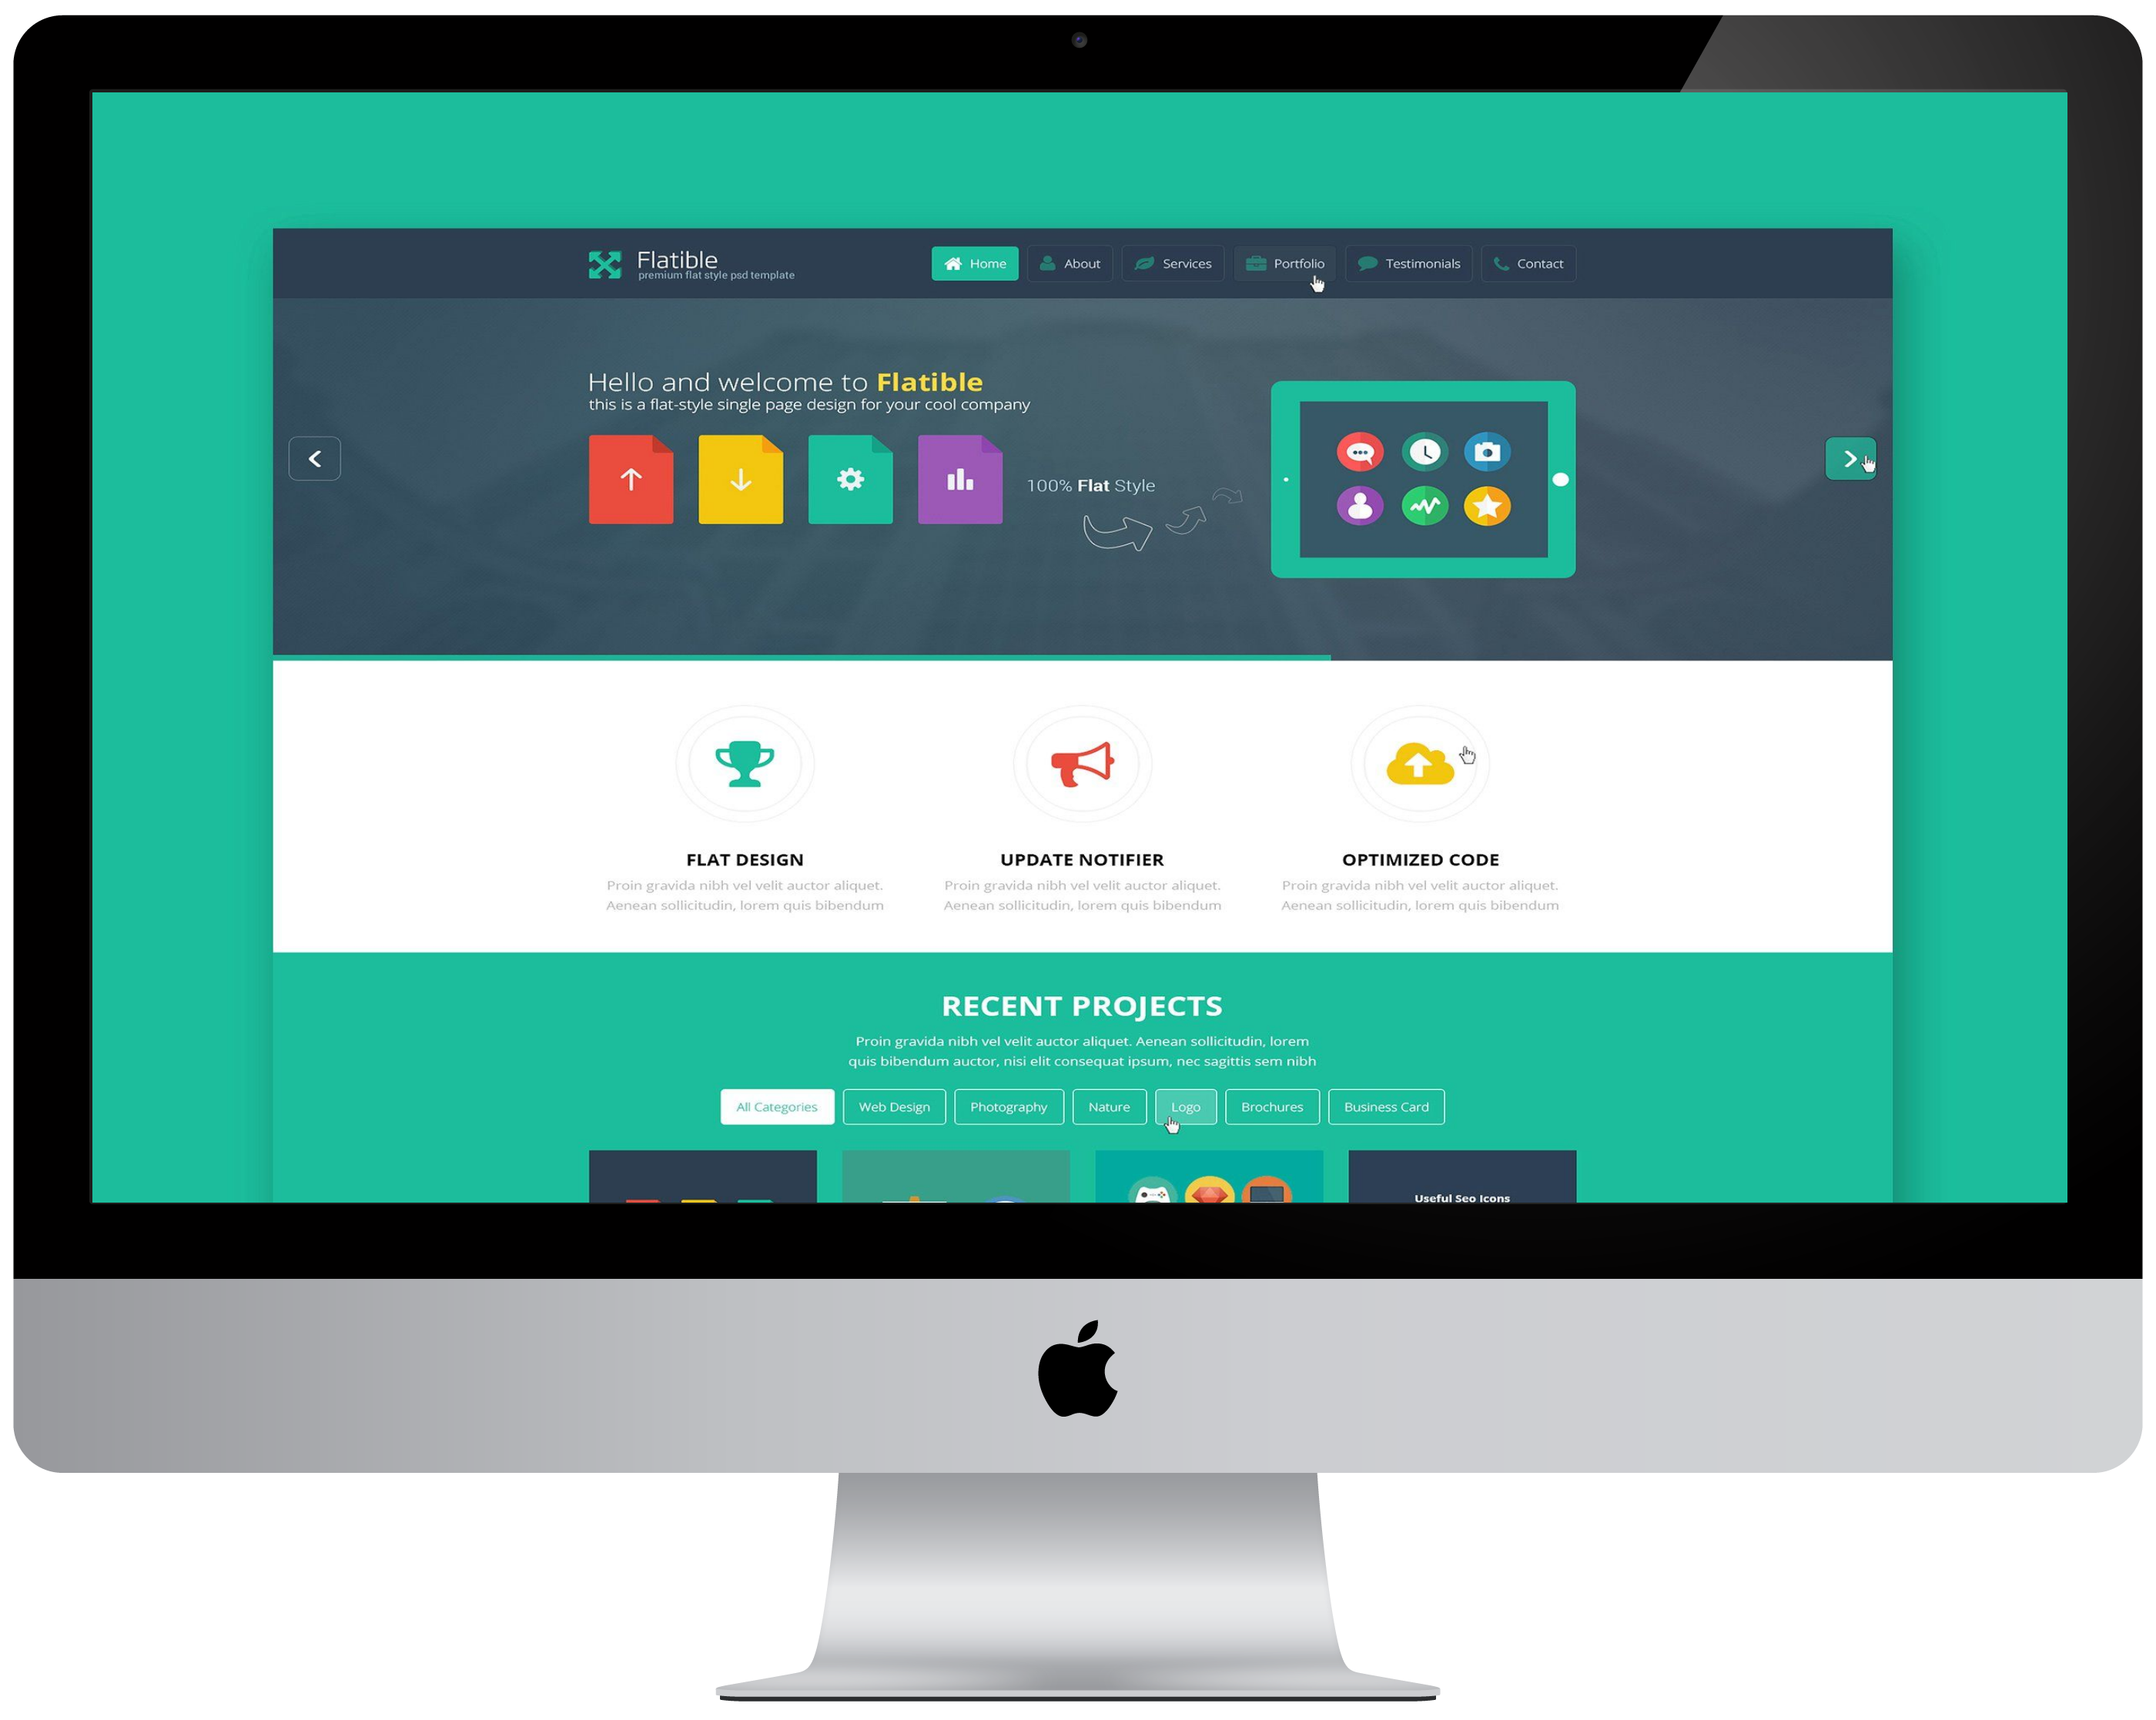 Flatible
premium flat style psd template
Home About Services Portfolio Testimonials Contact
Hello and welcome to Flatible
this is a flat-style single page design for your cool company
100% Flat Style
FLAT DESIGN
Proin gravida nibh vel velit auctor aliquet.
Aenean sollicitudin, lorem quis bibendum
UPDATE NOTIFIER
Proin gravida nibh vel velit auctor aliquet.
Aenean sollicitudin, lorem quis bibendum
OPTIMIZED CODE
Proin gravida nibh vel velit auctor aliquet.
Aenean sollicitudin, lorem quis bibendum
RECENT PROJECTS
Proin gravida nibh vel velit auctor aliquet. Aenean sollicitudin, lorem
quis bibendum auctor, nisi elit consequat ipsum, nec sagittis sem nibh
All Categories Web Design Photography Nature Logo Brochures Business Card
Useful Seo Icons